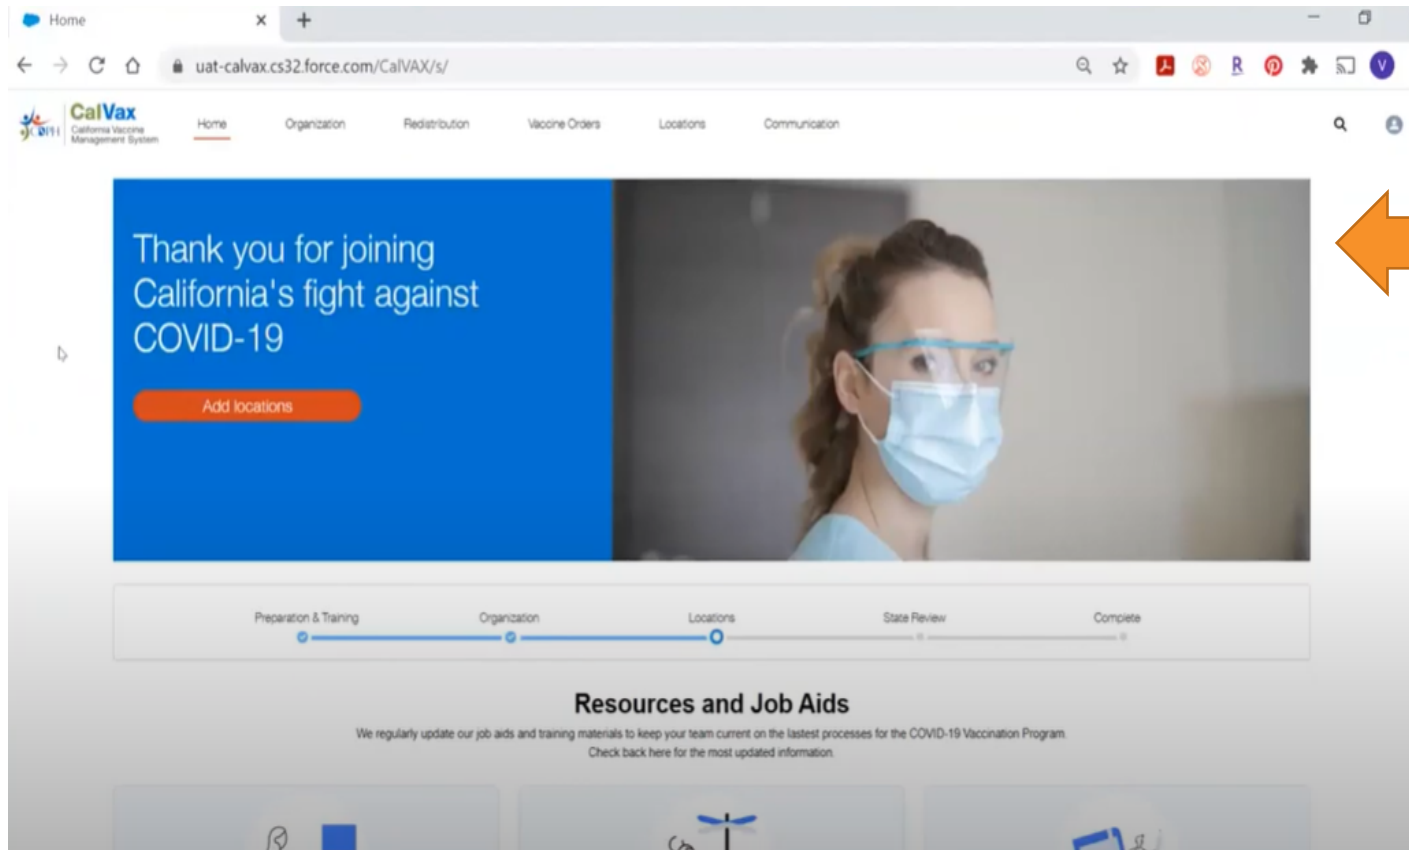 Home
uat-calvax.cs32.force.com/CalVAX/s/
V
CDPH
CalVax
California Vaccine
Management System
Home Organization Redistribution Vaccine Orders Locations Communication
Thank you for joining
California's fight against
COVID-19
Add locations
Preparation & Training Organization Locations State Review Complete
Resources and Job Aids
We regularly update our job aids and training materials to keep your team current on the lastest processes for the COVID-19 Vaccination Program.
Check back here for the most updated information.